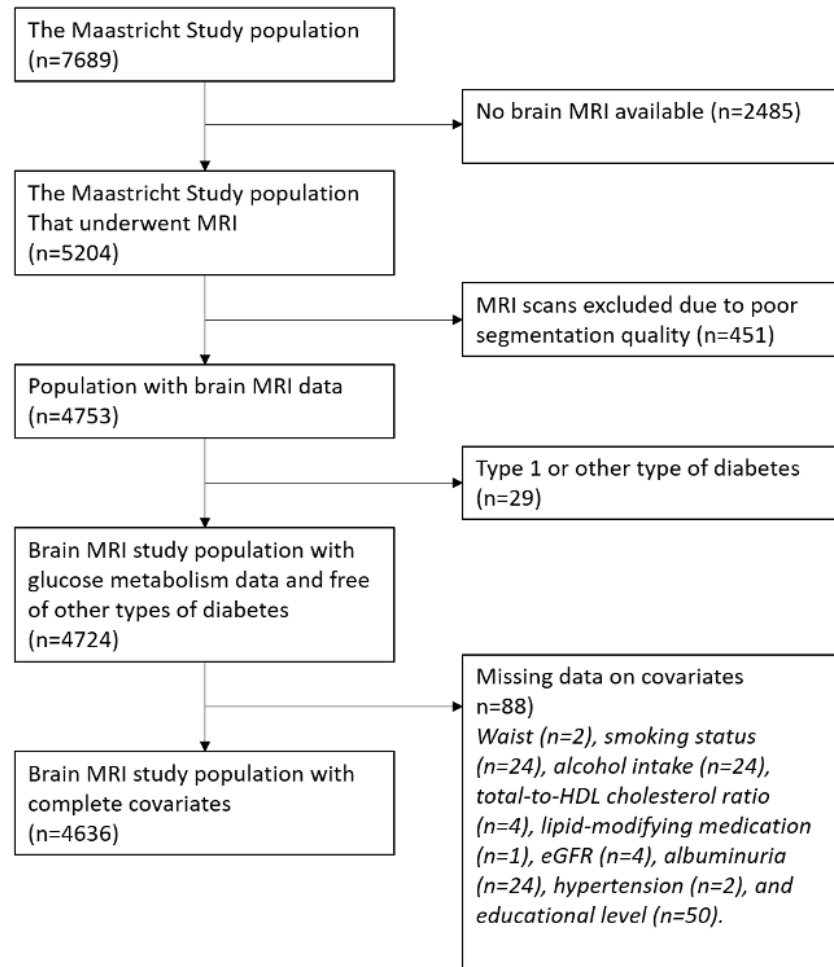 The Maastricht Study population
(n=7689)
No brain MRI available (n=2485)
The Maastricht Study population
That underwent MRI
(n=5204)
MRI scans excluded due to poor
segmentation quality (n=451)
Population with brain MRI data
(n=4753)
Type 1 or other type of diabetes
(n=29)
Brain MRI study population with
glucose metabolism data and free
of other types of diabetes
(n=4724)
Missing data on covariates
n=88)
Waist (n=2), smoking status
(n=24), alcohol intake (n=24),
total-to-HDL cholesterol ratio
(n=4), lipid-modifying medication
(n=1), eGFR (n=4), albuminuria
(n=24), hypertension (n=2), and
educational level (n=50).
Brain MRI study population with
complete covariates
(n=4636)